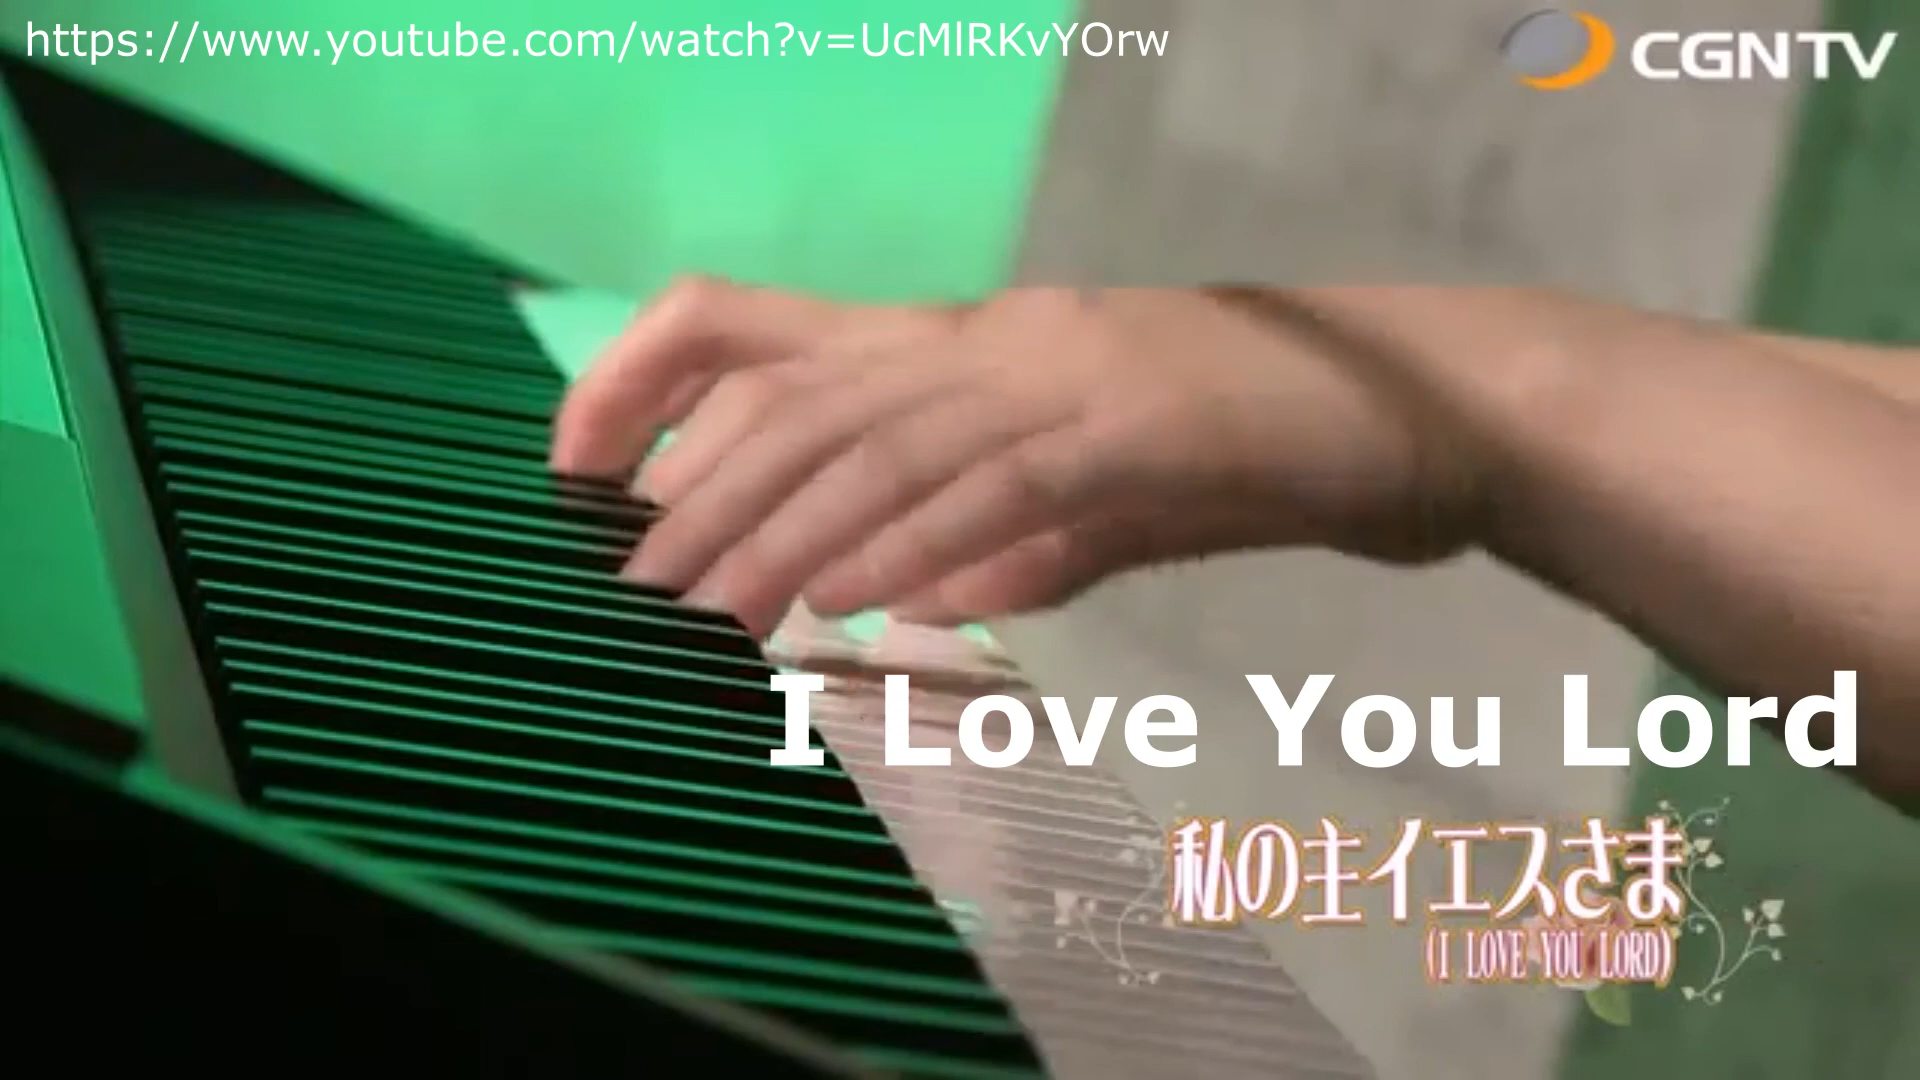 https://www.youtube.com/watch?v=UcMlRKvYOrw
CGNTV
I Love You Lord
私の主イエスさま
(I LOVE YOU LORD)